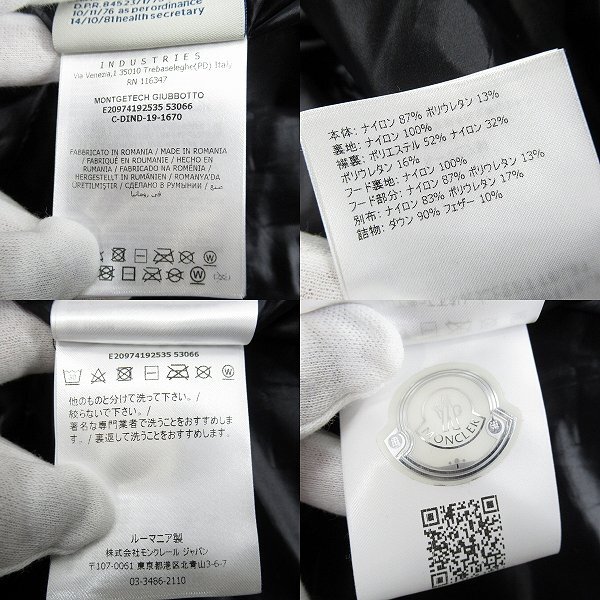 D.P.R. 845
10/11/76 as per ordinance
14/10/81 health secretary
INDUSTRIES
Via Venezia,1 35010 Trebaseleghe(PD) Italy
RN 116347
MONTGETECH GIUBBOTTO
E20974192535 53066
C-DIND-19-1670
FABBRICATO IN ROMANIA / MADE IN ROMANIA
/ FABRIQUÉ EN ROUMANIE / HECHO EN
RUMANÍA / FABRICADO NA ROMÉNIA /
HERGESTELLT IN RUMÄNIEN / ROMANYA'DA
ÜRETİLMİŞTİR / СДЕЛАНО В РУМЫНИИ /
صنع في رومانيا
本体: ナイロン 87% ポリウレタン 13%
裏地: ナイロン 100%
襟裏: ポリエステル 52% ナイロン 32%
ポリウレタン 16%
フード裏地: ナイロン 100%
フード部分: ナイロン 87% ポリウレタン 13%
別布: ナイロン 83% ポリウレタン 17%
詰物: ダウン 90% フェザー 10%
E20974192535 53066
他のものと分けて洗って下さい。/
絞らないで下さい。/
著名な専門業者で洗うことをおすすめしま
す。/ 裏返して洗うことをおすすめします。
ルーマニア製
株式会社モンクレール ジャパン
〒107-0061 東京都港区北青山3-6-7
03-3486-2110
MONCLER